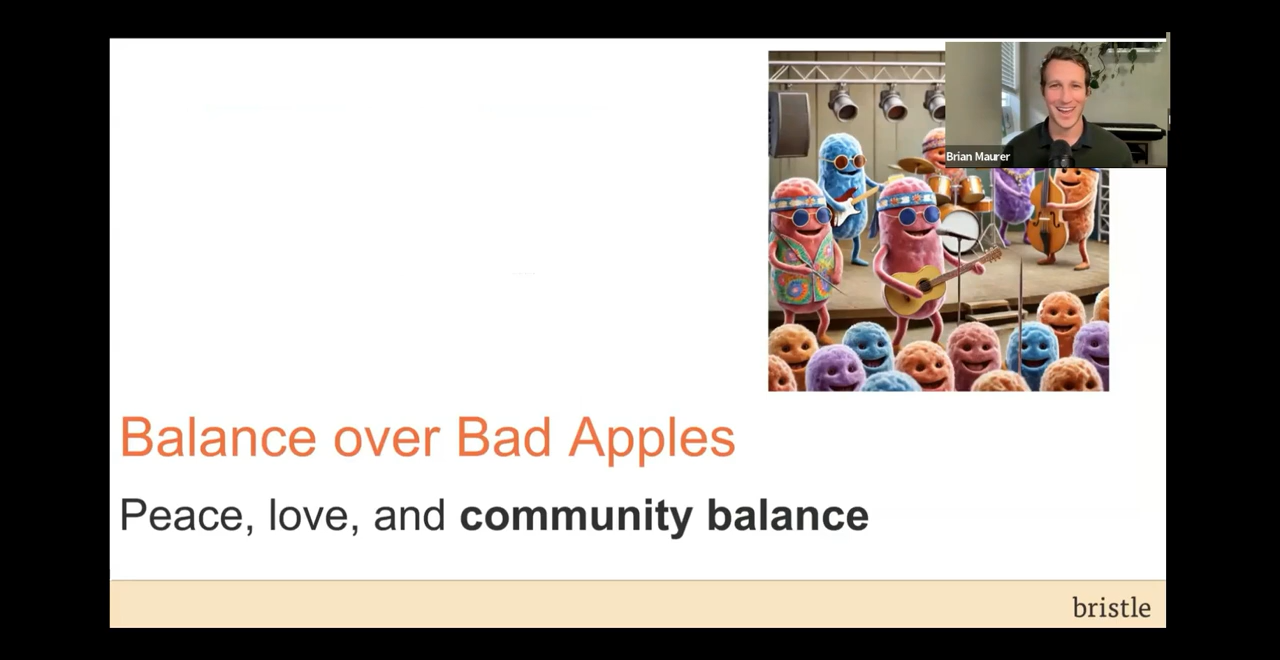 Brian Maurer
Balance over Bad Apples
Peace, love, and community balance
bristle